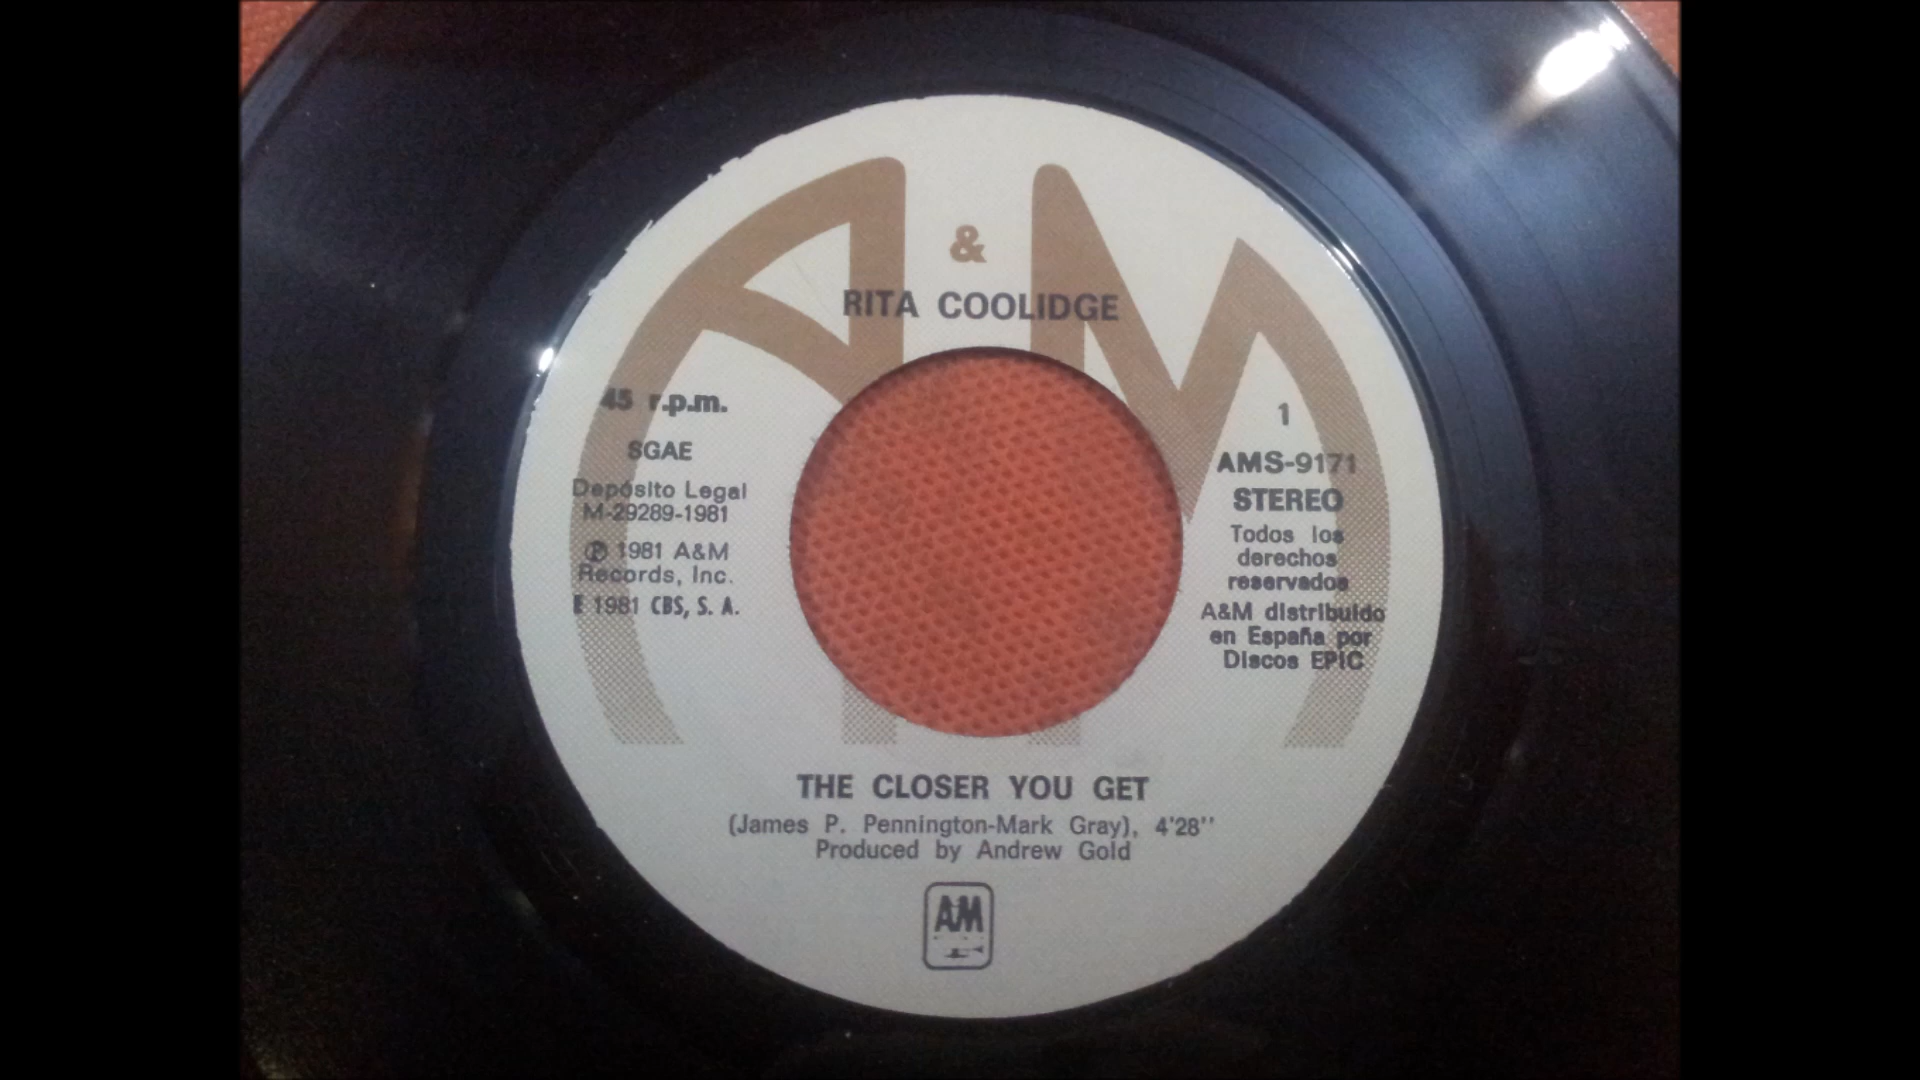 A & M
RITA COOLIDGE
45 r.p.m.
SGAE
Depósito Legal
M-29289-1981
℗ 1981 A&M
Records, Inc.
E 1981 CBS, S. A.
1
AMS-9171
STEREO
Todos los
derechos
reservados
A&M distribuido
en España por
Discos EPIC
THE CLOSER YOU GET
(James P. Pennington-Mark Gray), 4'28''
Produced by Andrew Gold
A&M